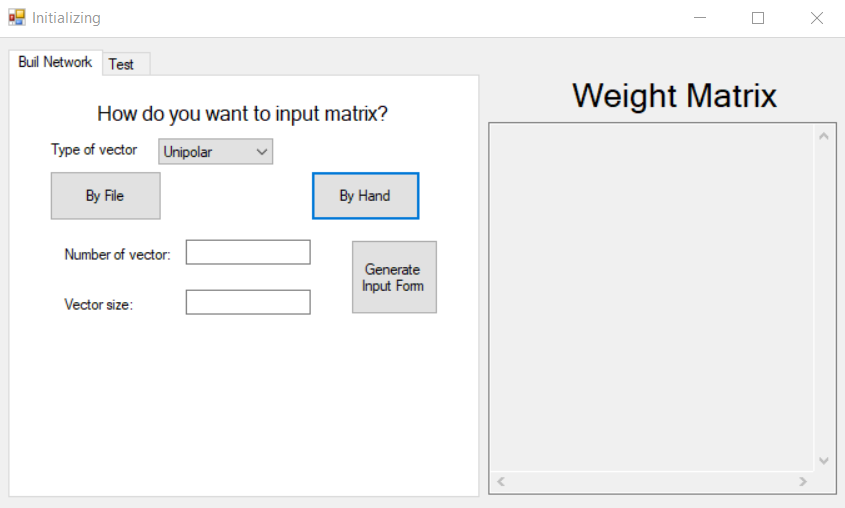 Initializing
Buil Network
Test
How do you want to input matrix?
Type of vector
Unipolar
By File
By Hand
Number of vector:
Vector size:
Generate
Input Form
Weight Matrix